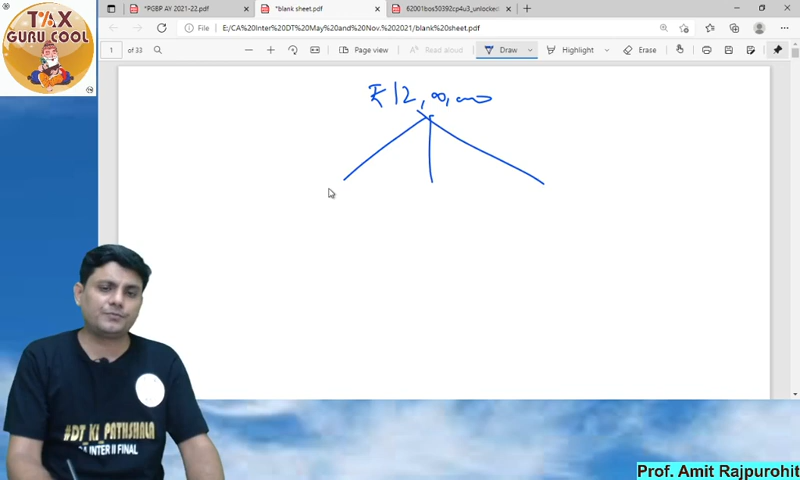 TAX
GURU COOL
*PGBP AY 2021-22.pdf
*blank sheet.pdf
62001bos50392cp4u3_unlocked
File
E:/CA%20Inter%20DT%20May%20and%20Nov.%202021/blank%20sheet.pdf
1 of 33
Page view
Read aloud
Draw
Highlight
Erase
₹12,00,000
#DT KI PATHSHALA
CA INTER II FINAL
Prof. Amit Rajpurohit